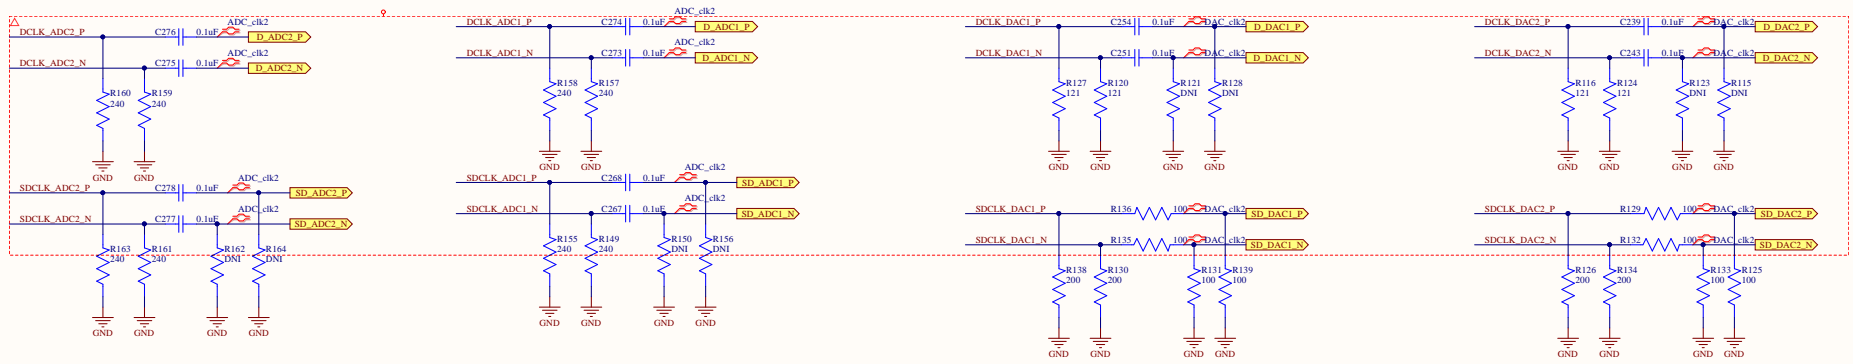 DCLK_ADC2_P C276 0.1uF ADC_clk2 D_ADC2_P
DCLK_ADC2_N C275 0.1uF ADC_clk2 D_ADC2_N
R160 240
R159 240
GND GND
DCLK_ADC1_P C274 0.1uF ADC_clk2 D_ADC1_P
DCLK_ADC1_N C273 0.1uF ADC_clk2 D_ADC1_N
R158 240
R157 240
GND GND
DCLK_DAC1_P C254 0.1uF DAC_clk2 D_DAC1_P
DCLK_DAC1_N C251 0.1uF DAC_clk2 D_DAC1_N
R127 121
R120 121
R121 DNI
R128 DNI
GND GND GND GND
DCLK_DAC2_P C239 0.1uF DAC_clk2 D_DAC2_P
DCLK_DAC2_N C243 0.1uF DAC_clk2 D_DAC2_N
R116 121
R124 121
R123 DNI
R115 DNI
GND GND GND GND
SDCLK_ADC2_P C278 0.1uF ADC_clk2 SD_ADC2_P
SDCLK_ADC2_N C277 0.1uF ADC_clk2 SD_ADC2_N
R163 240
R161 240
R162 DNI
R164 DNI
GND GND GND GND
SDCLK_ADC1_P C268 0.1uF ADC_clk2 SD_ADC1_P
SDCLK_ADC1_N C267 0.1uF ADC_clk2 SD_ADC1_N
R155 240
R149 240
R150 DNI
R156 DNI
GND GND GND GND
SDCLK_DAC1_P R136 100 DAC_clk2 SD_DAC1_P
SDCLK_DAC1_N R135 100 DAC_clk2 SD_DAC1_N
R138 200
R130 200
R131 100
R139 100
GND GND GND GND
SDCLK_DAC2_P R129 100 DAC_clk2 SD_DAC2_P
SDCLK_DAC2_N R132 100 DAC_clk2 SD_DAC2_N
R126 200
R134 200
R133 100
R125 100
GND GND GND GND